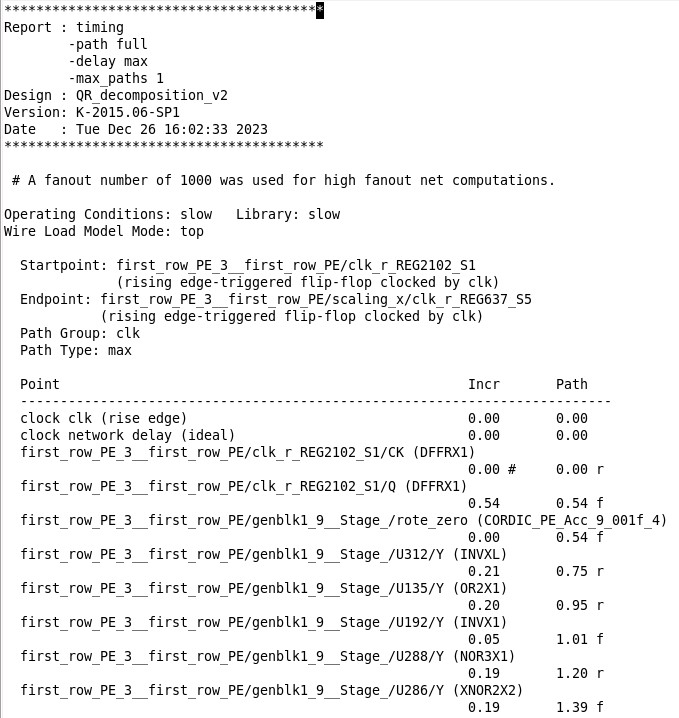 ****************************************
Report : timing
        -path full
        -delay max
        -max_paths 1
Design : QR_decomposition_v2
Version: K-2015.06-SP1
Date   : Tue Dec 26 16:02:33 2023
****************************************

 # A fanout number of 1000 was used for high fanout net computations.

Operating Conditions: slow   Library: slow
Wire Load Model Mode: top

  Startpoint: first_row_PE_3__first_row_PE/clk_r_REG2102_S1
              (rising edge-triggered flip-flop clocked by clk)
  Endpoint: first_row_PE_3__first_row_PE/scaling_x/clk_r_REG637_S5
            (rising edge-triggered flip-flop clocked by clk)
  Path Group: clk
  Path Type: max

  Point                                                   Incr       Path
  --------------------------------------------------------------------------
  clock clk (rise edge)                                   0.00       0.00
  clock network delay (ideal)                             0.00       0.00
  first_row_PE_3__first_row_PE/clk_r_REG2102_S1/CK (DFFRX1)
                                                          0.00 #     0.00 r
  first_row_PE_3__first_row_PE/clk_r_REG2102_S1/Q (DFFRX1)
                                                          0.54       0.54 f
  first_row_PE_3__first_row_PE/genblk1_9__Stage_/rote_zero (CORDIC_PE_Acc_9_001f_4)
                                                          0.00       0.54 f
  first_row_PE_3__first_row_PE/genblk1_9__Stage_/U312/Y (INVXL)
                                                          0.21       0.75 r
  first_row_PE_3__first_row_PE/genblk1_9__Stage_/U135/Y (OR2X1)
                                                          0.20       0.95 r
  first_row_PE_3__first_row_PE/genblk1_9__Stage_/U192/Y (INVX1)
                                                          0.05       1.01 f
  first_row_PE_3__first_row_PE/genblk1_9__Stage_/U288/Y (NOR3X1)
                                                          0.19       1.20 r
  first_row_PE_3__first_row_PE/genblk1_9__Stage_/U286/Y (XNOR2X2)
                                                          0.19       1.39 f